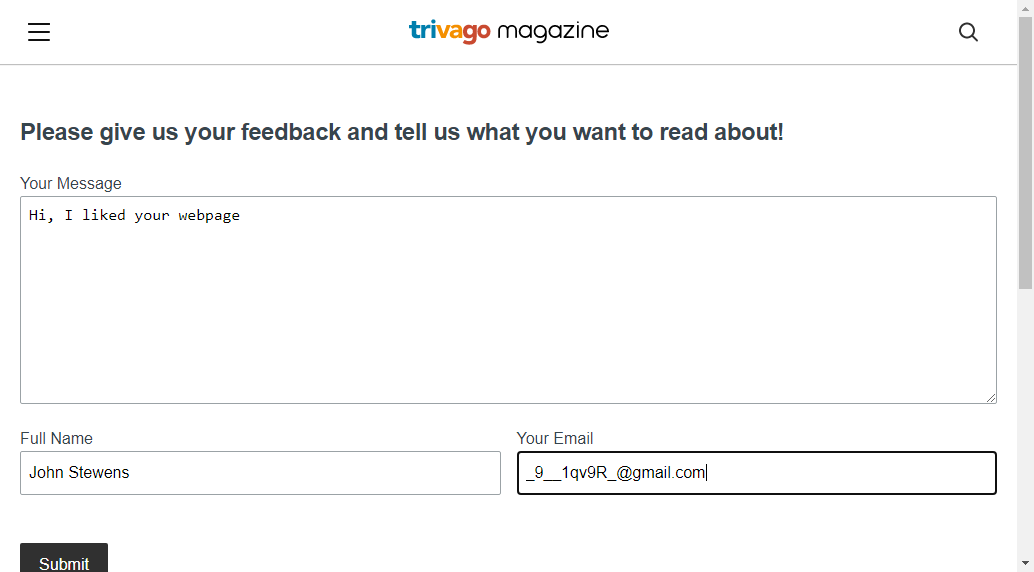 trivago magazine
Please give us your feedback and tell us what you want to read about!
Your Message
Hi, I liked your webpage
Full Name
Your Email
John Stewens
_9__1qv9R_@gmail.com
Submit